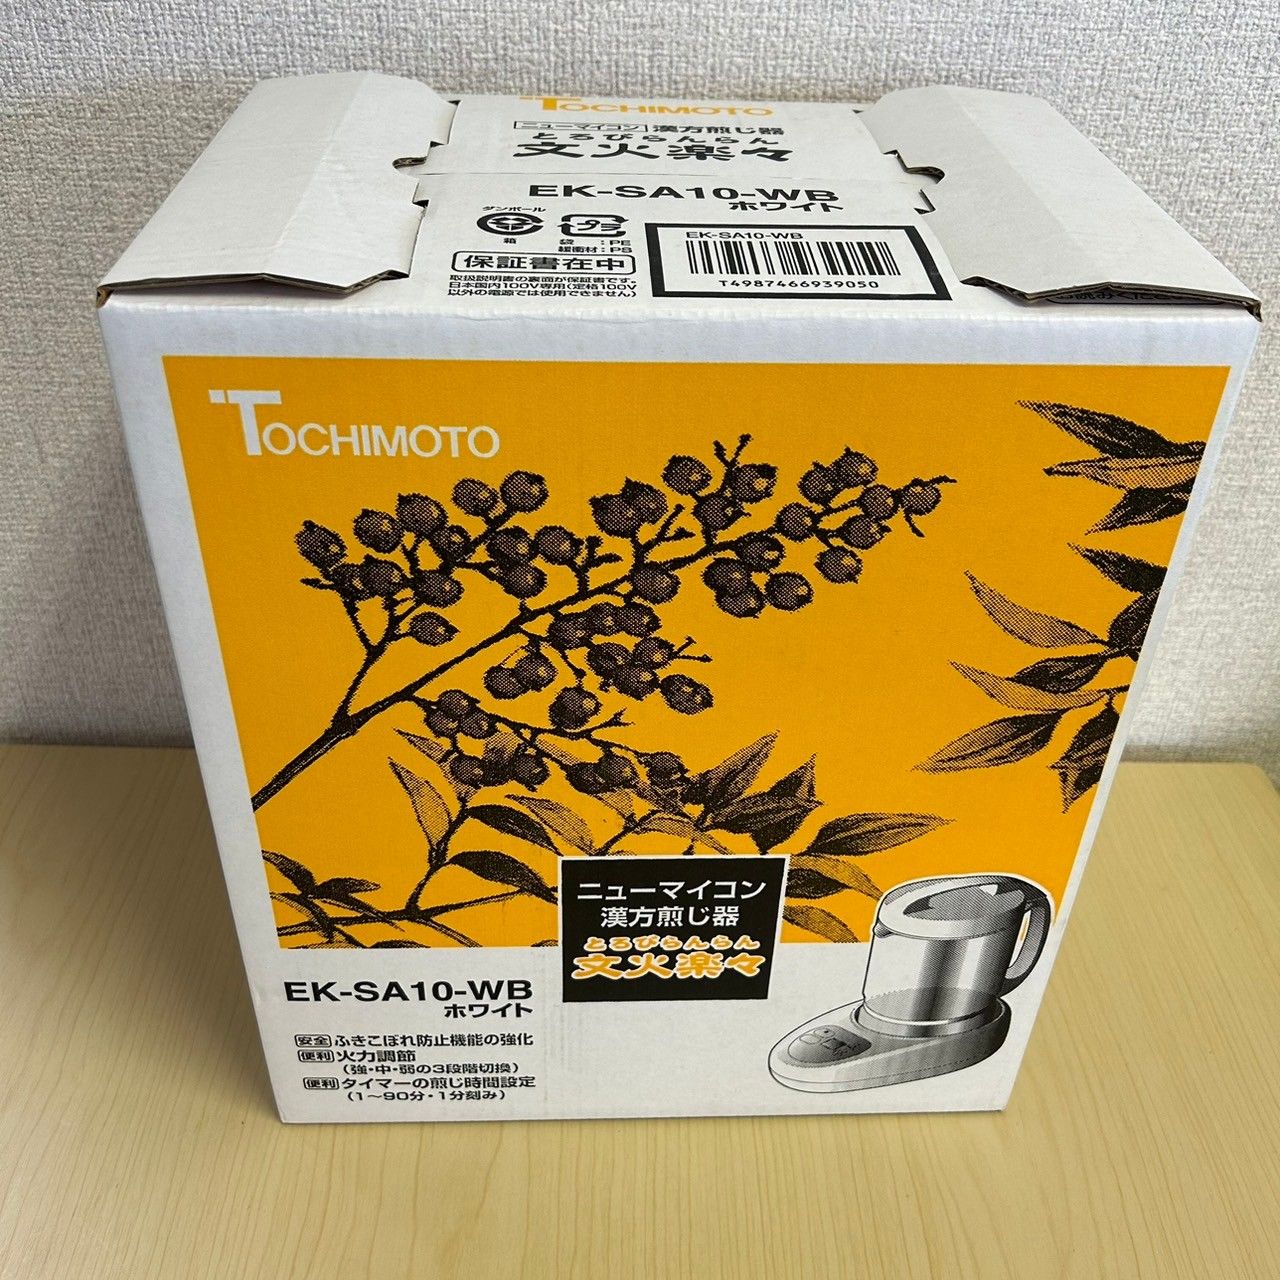 TOCHIMOTO
ニューマイコン 漢方煎じ器
とろびらんらん
文火楽々
EK-SA10-WB
ホワイト
ダンボール
箱
プラ
袋 :PE
緩衝材:PS
保証書在中
取扱説明書の裏面が保証書です。
日本国内100V専用(定格100V
以外の電源では使用できません)
EK-SA10-WB
T4987466939050
TOCHIMOTO
ニューマイコン
漢方煎じ器
とろびらんらん
文火楽々
EK-SA10-WB
ホワイト
安全 ふきこぼれ防止機能の強化
便利 火力調節
(強・中・弱の3段階切換)
便利 タイマーの煎じ時間設定
(1～90分・1分刻み)